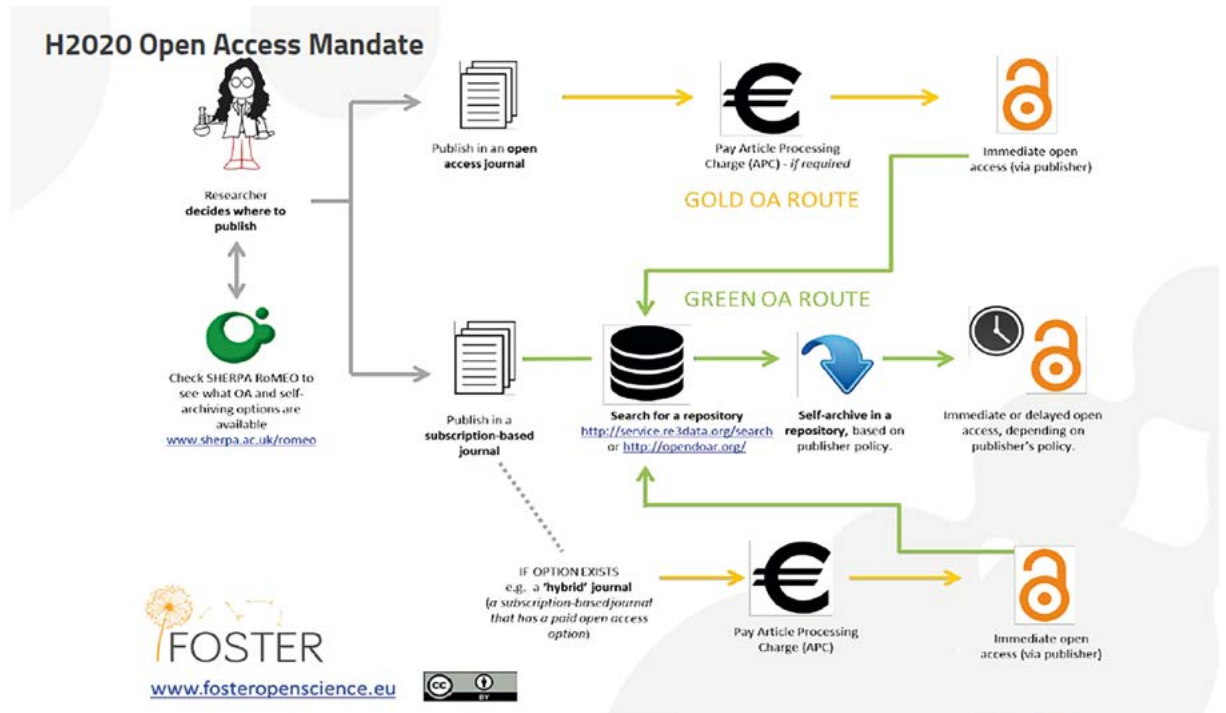 H2020 Open Access Mandate
Researcher
decides where to
publish
Check SHERPA RoMEO to
see what OA and self-
archiving options are
available
www.sherpa.ac.uk/romeo
Publish in an open
access journal
Pay Article Processing
Charge (APC) - if required
Immediate open
access (via publisher)
GOLD OA ROUTE
GREEN OA ROUTE
Publish in a
subscription-based
journal
Search for a repository
http://service.re3data.org/search
or http://opendoar.org/
Self-archive in a
repository, based on
publisher policy.
Immediate or delayed open
access, depending on
publisher's policy.
IF OPTION EXISTS
e.g. a 'hybrid' journal
(a subscription-based journal
that has a paid open access
option)
Pay Article Processing
Charge (APC)
Immediate open
access (via publisher)
FOSTER
www.fosteropenscience.eu
cc
BY